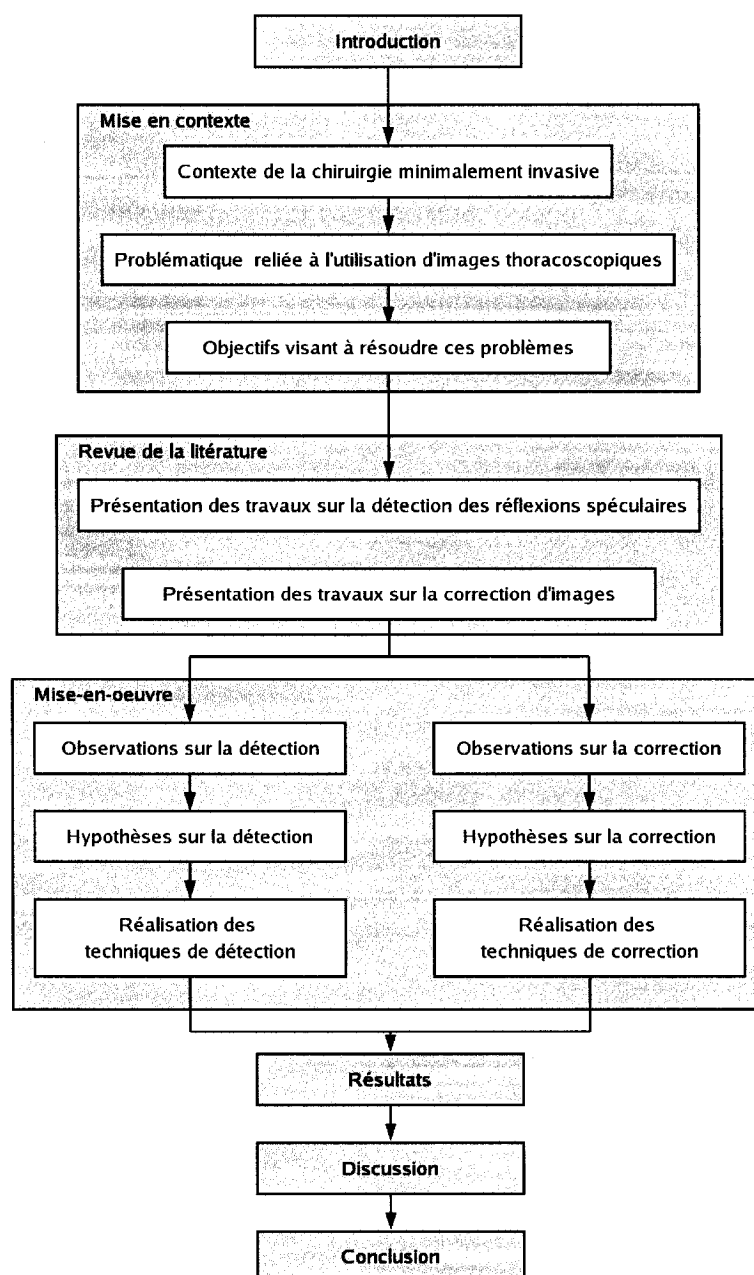 Introduction
Mise en contexte
Contexte de la chiruirgie minimalement invasive
Problématique reliée à l'utilisation d'images thoracoscopiques
Objectifs visant à résoudre ces problèmes
Revue de la litérature
Présentation des travaux sur la détection des réflexions spéculaires
Présentation des travaux sur la correction d'images
Mise-en-oeuvre
Observations sur la détection
Hypothèses sur la détection
Réalisation des
techniques de détection
Observations sur la correction
Hypothèses sur la correction
Réalisation des
techniques de correction
Résultats
Discussion
Conclusion